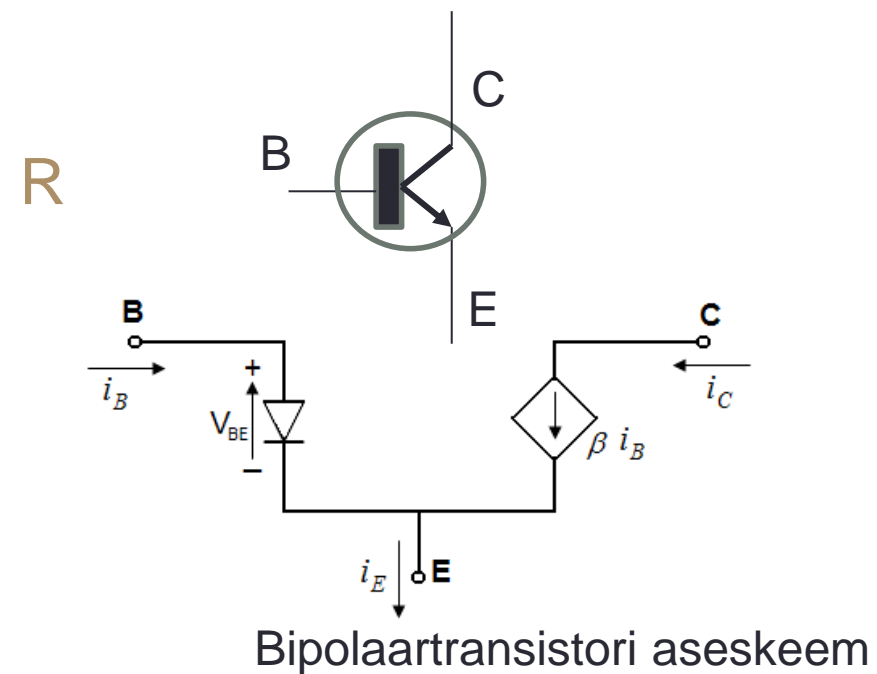 C
B
R
E
B
C
+
i_B
i_C
V_BE
β i_B
–
i_E
E
Bipolaartransistori aseskeem